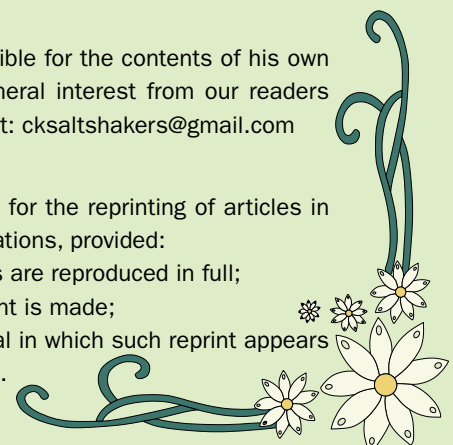 ible for the contents of his own
neral interest from our readers
t: cksaltshakers@gmail.com
for the reprinting of articles in
ations, provided:
s are reproduced in full;
nt is made;
al in which such reprint appears
.